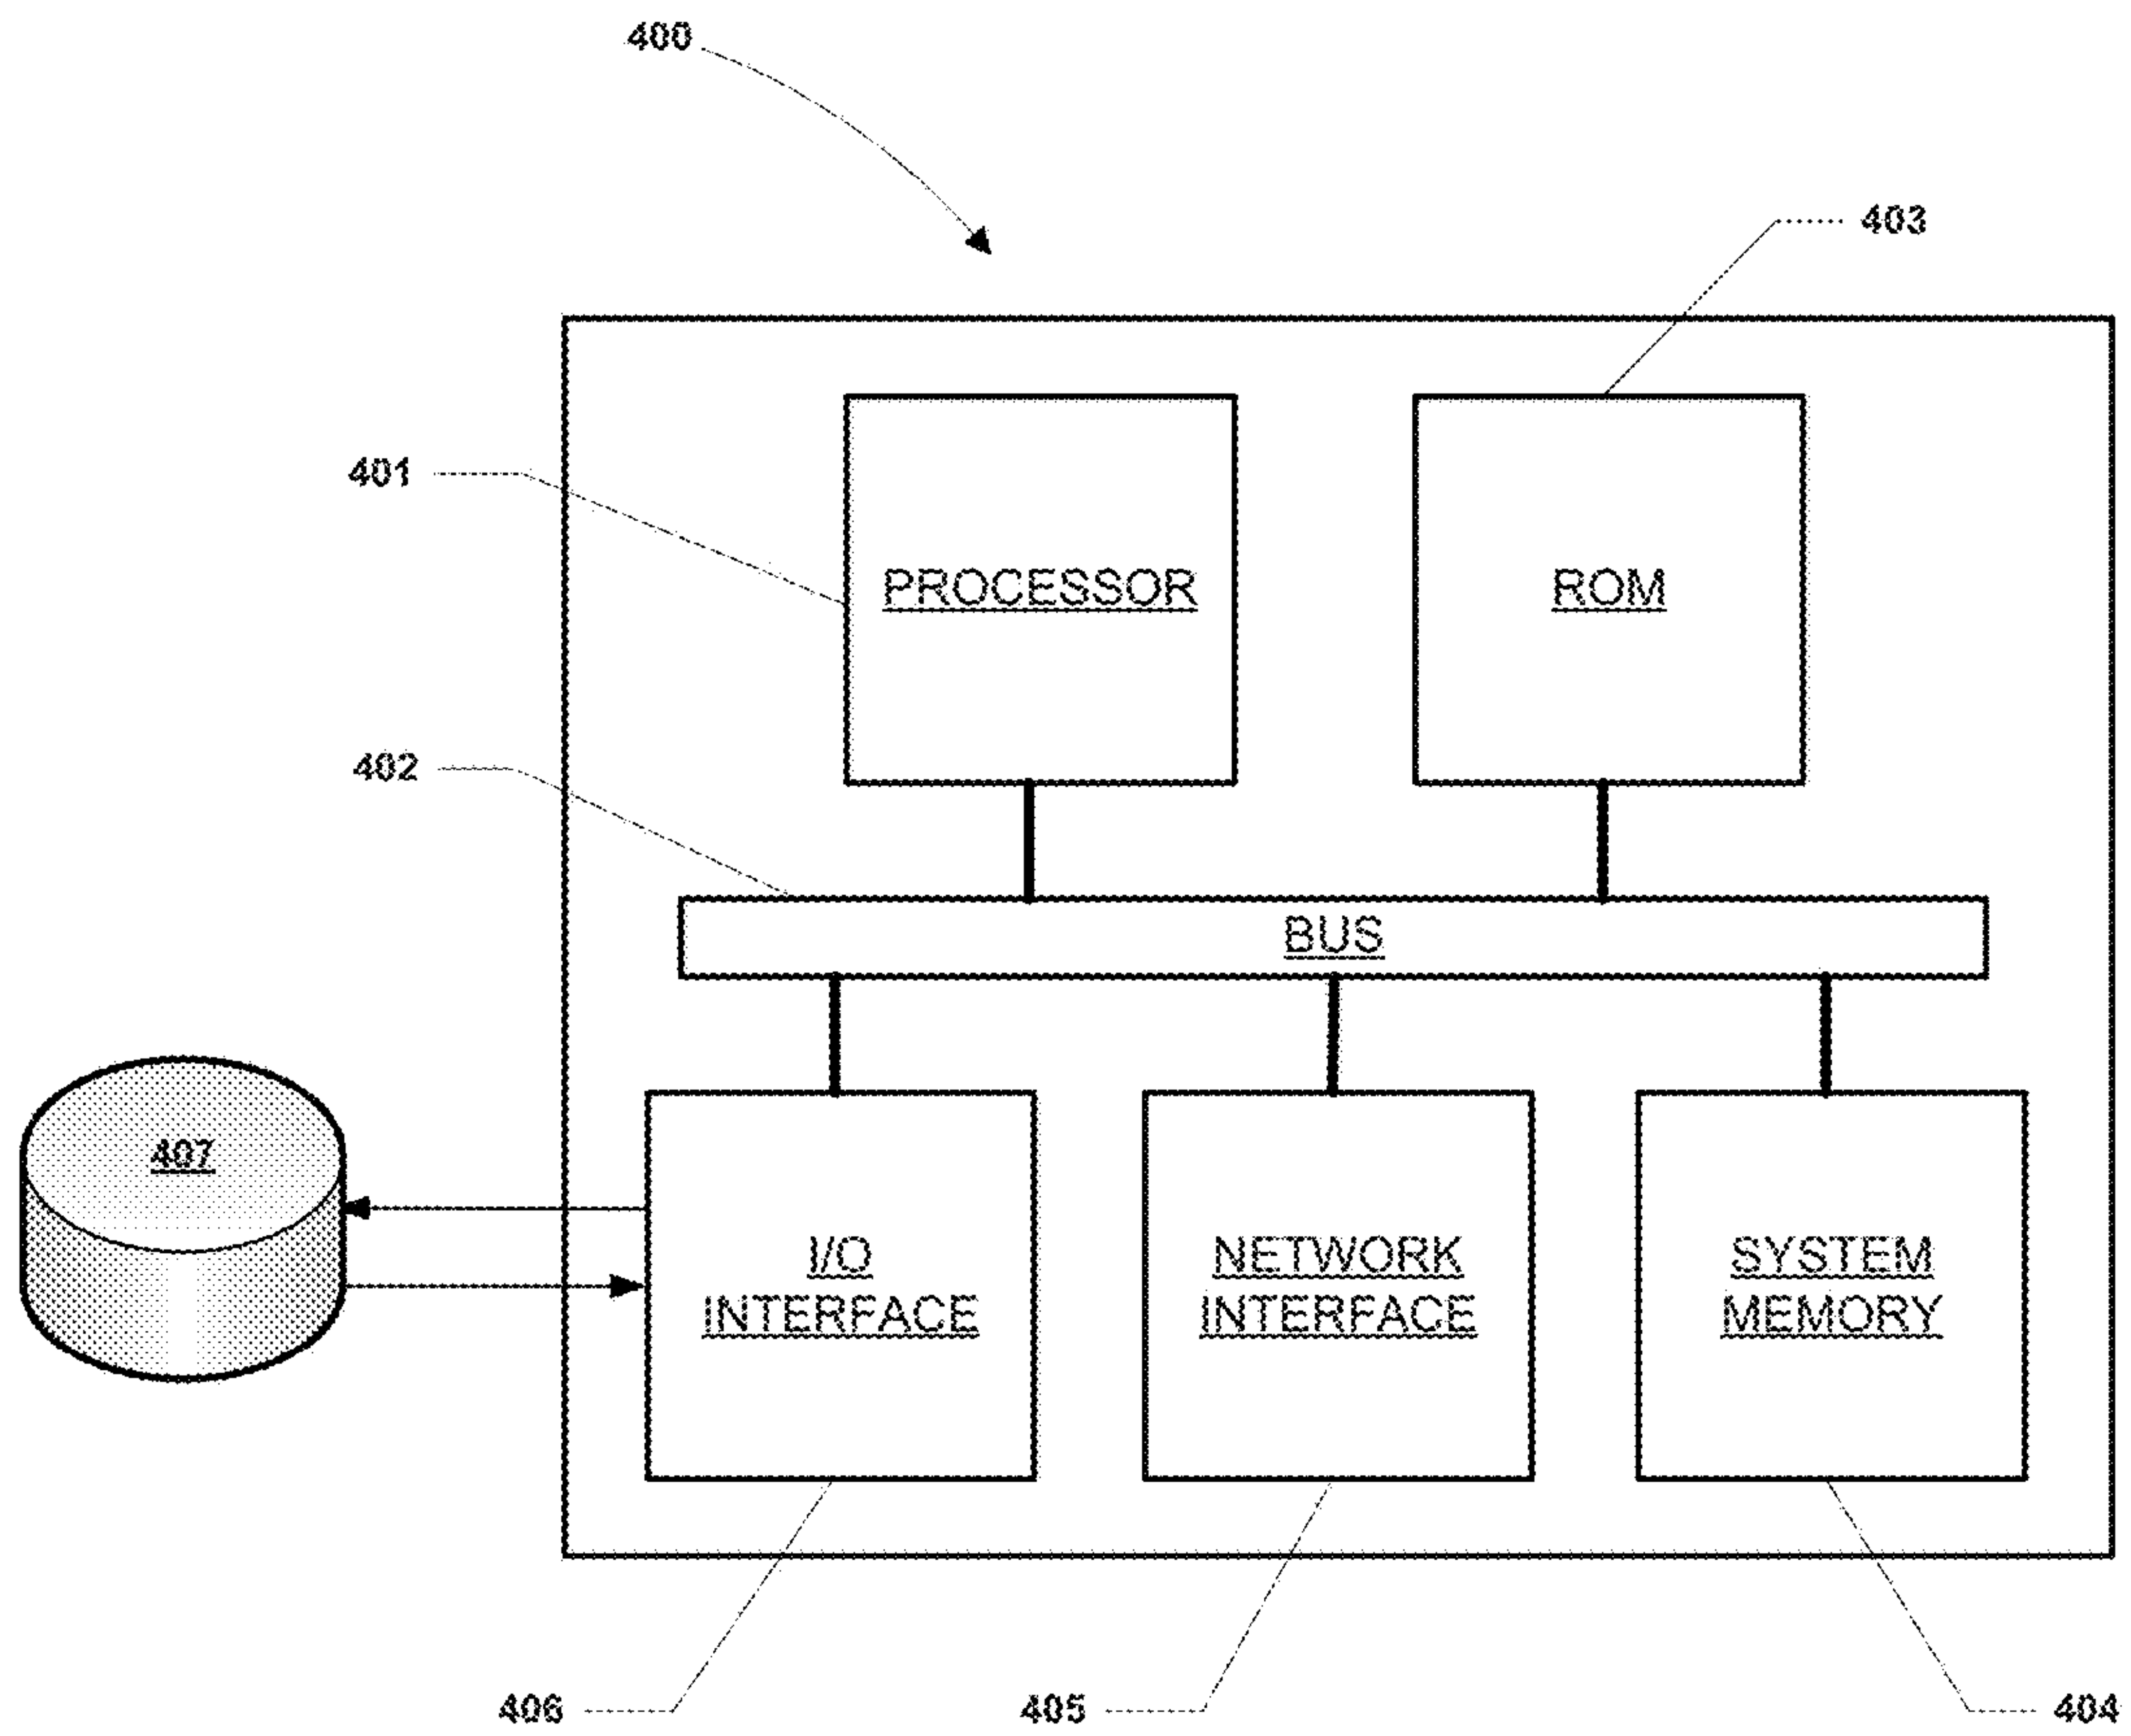 400
403
401
PROCESSOR
ROM
402
BUS
407
I/O
INTERFACE
NETWORK
INTERFACE
SYSTEM
MEMORY
406
405
404